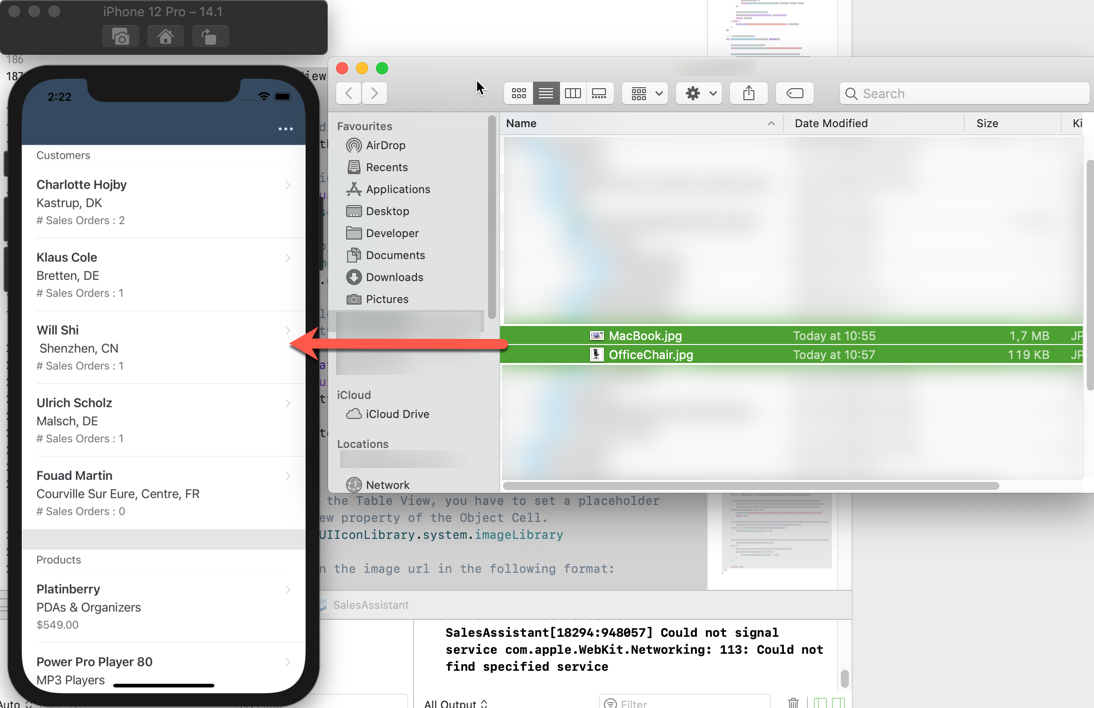 iPhone 12 Pro – 14.1
186
187
iew
2:22
Customers
Charlotte Hojby
Kastrup, DK
# Sales Orders : 2
Klaus Cole
Bretten, DE
# Sales Orders : 1
Will Shi
Shenzhen, CN
# Sales Orders : 1
Ulrich Scholz
Malsch, DE
# Sales Orders : 1
Fouad Martin
Courville Sur Eure, Centre, FR
# Sales Orders : 0
Products
Platinberry
PDAs & Organizers
$549.00
Power Pro Player 80
MP3 Players
Search
Favourites
AirDrop
Recents
Applications
Desktop
Developer
Documents
Downloads
Pictures
iCloud
iCloud Drive
Locations
Network
Name
Date Modified
Size
Ki
MacBook.jpg Today at 10:55 1,7 MB JP
OfficeChair.jpg Today at 10:57 119 KB JP
the Table View, you have to set a placeholder
ew property of the Object Cell.
UIIconLibrary.system.imageLibrary
n the image url in the following format:
SalesAssistant
SalesAssistant[18294:948057] Could not signal
service com.apple.WebKit.Networking: 113: Could not
find specified service
Auto
All Output
Filter